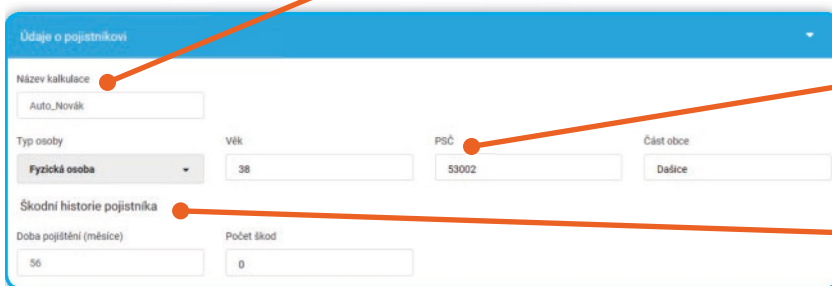 Údaje o pojistníkovi
Název kalkulace
Auto_Novák
Typ osoby Věk PSČ Část obce
Fyzická osoba 38 53002 Dašice
Škodní historie pojistníka
Doba pojištění (měsíce) Počet škod
56 0